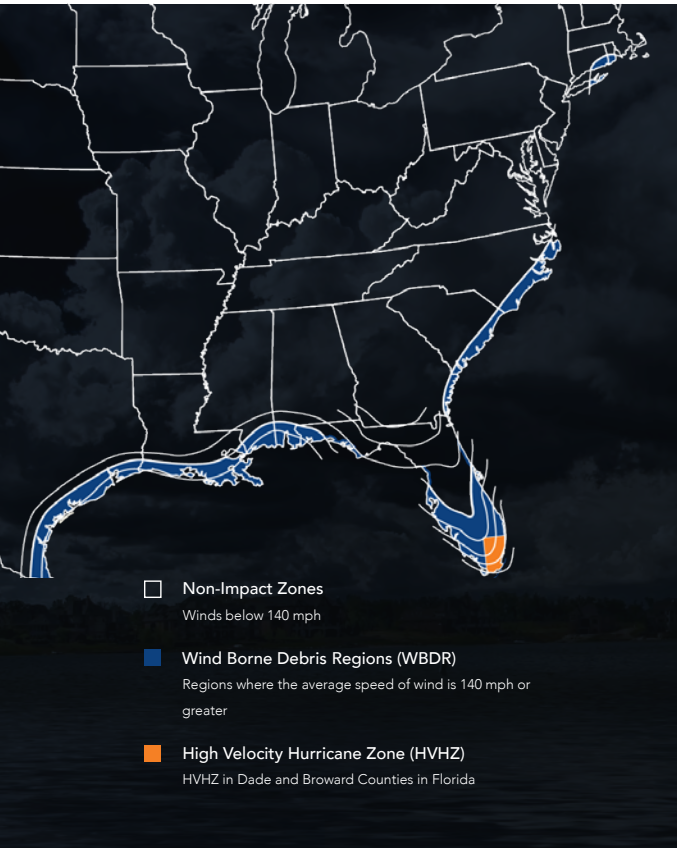 Non-Impact Zones
Winds below 140 mph
Wind Borne Debris Regions (WBDR)
Regions where the average speed of wind is 140 mph or
greater
High Velocity Hurricane Zone (HVHZ)
HVHZ in Dade and Broward Counties in Florida